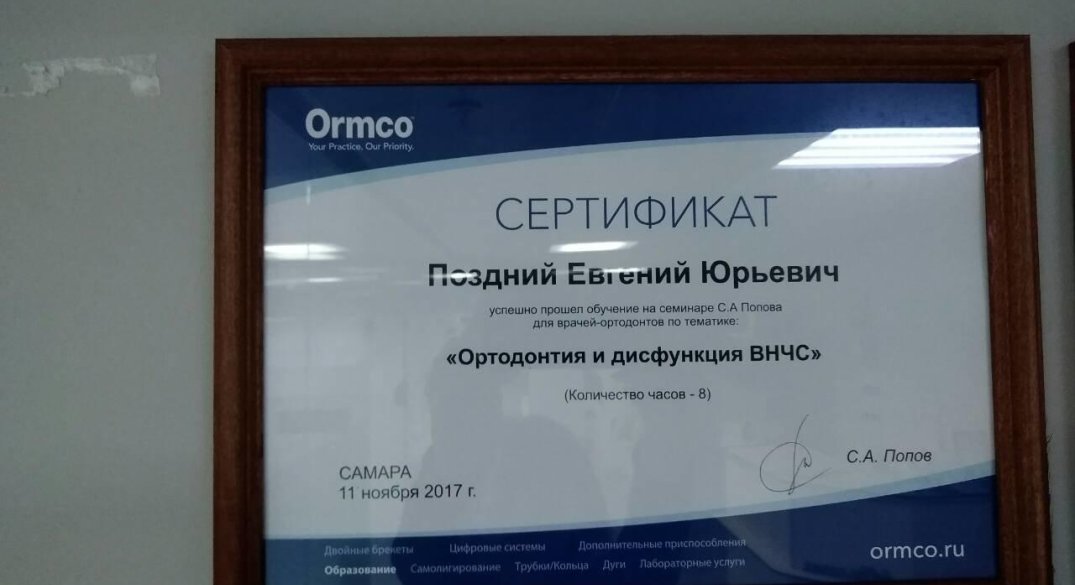 Ormco
Your Practice. Our Priority.
СЕРТИФИКАТ
Поздний Евгений Юрьевич
успешно прошел обучение на семинаре С.А Попова
для врачей-ортодонтов по тематике:
«Ортодонтия и дисфункция ВНЧС»
(Количество часов - 8)
С.А. Попов
САМАРА
11 ноября 2017 г.
Двойные брекеты Цифровые системы Дополнительные приспособления
Образование Самолигирование Трубки/Кольца Дуги Лабораторные услуги
ormco.ru